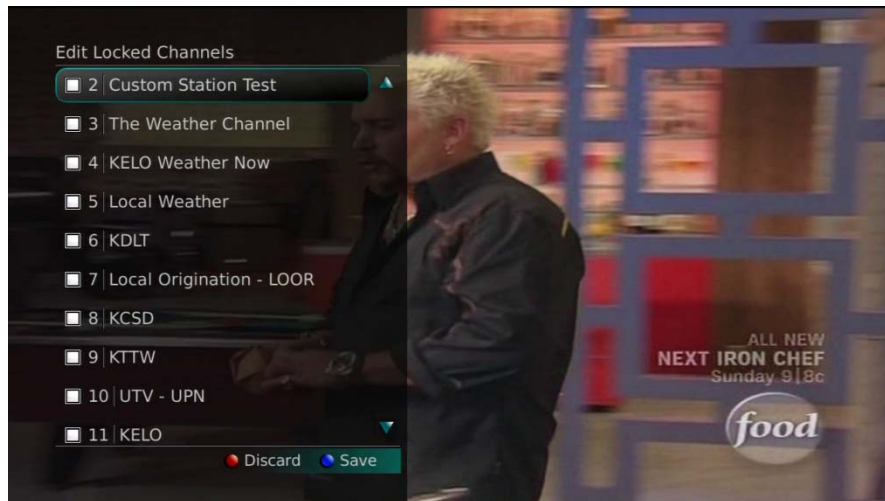 Edit Locked Channels
2 Custom Station Test
3 The Weather Channel
4 KELO Weather Now
5 Local Weather
6 KDLT
7 Local Origination - LOOR
8 KCSD
9 KTTW
10 UTV - UPN
11 KELO
Discard Save
ALL NEW
NEXT IRON CHEF
Sunday 9|8c
food